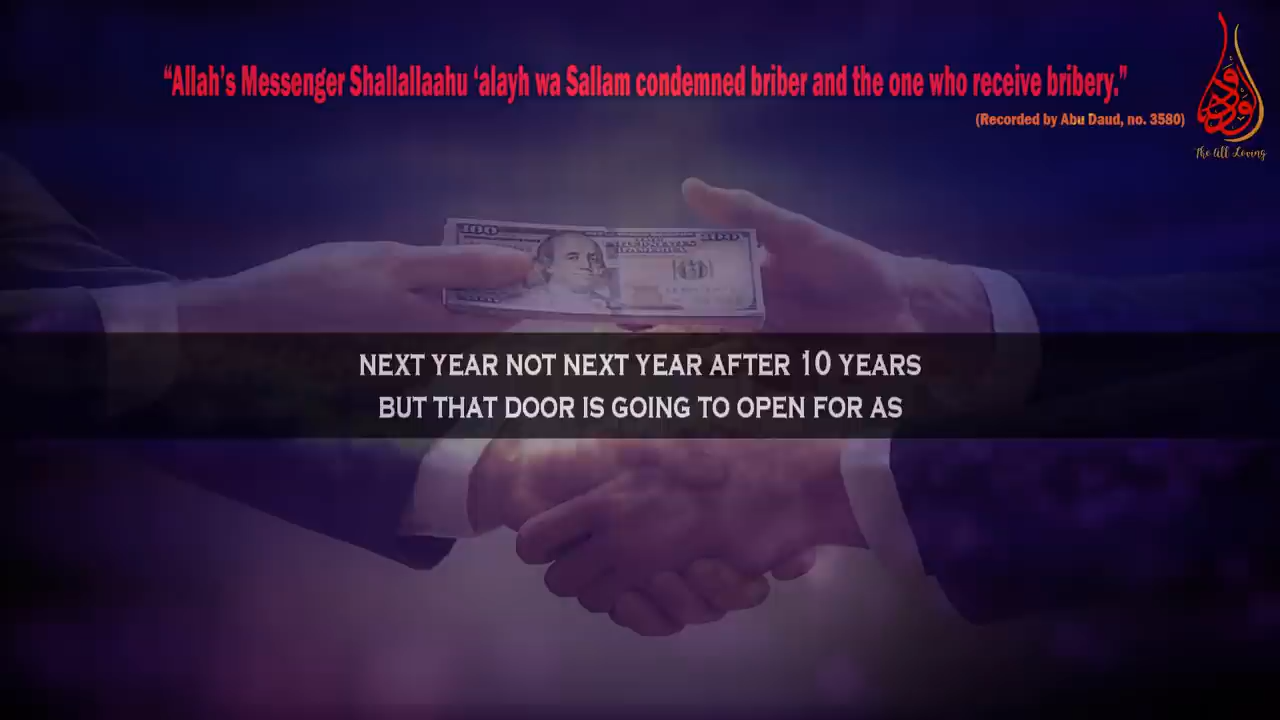 “Allah’s Messenger Shallallaahu ‘alayh wa Sallam condemned briber and the one who receive bribery.”
(Recorded by Abu Daud, no. 3580)
The All Loving
100
NEXT YEAR NOT NEXT YEAR AFTER 10 YEARS
BUT THAT DOOR IS GOING TO OPEN FOR AS